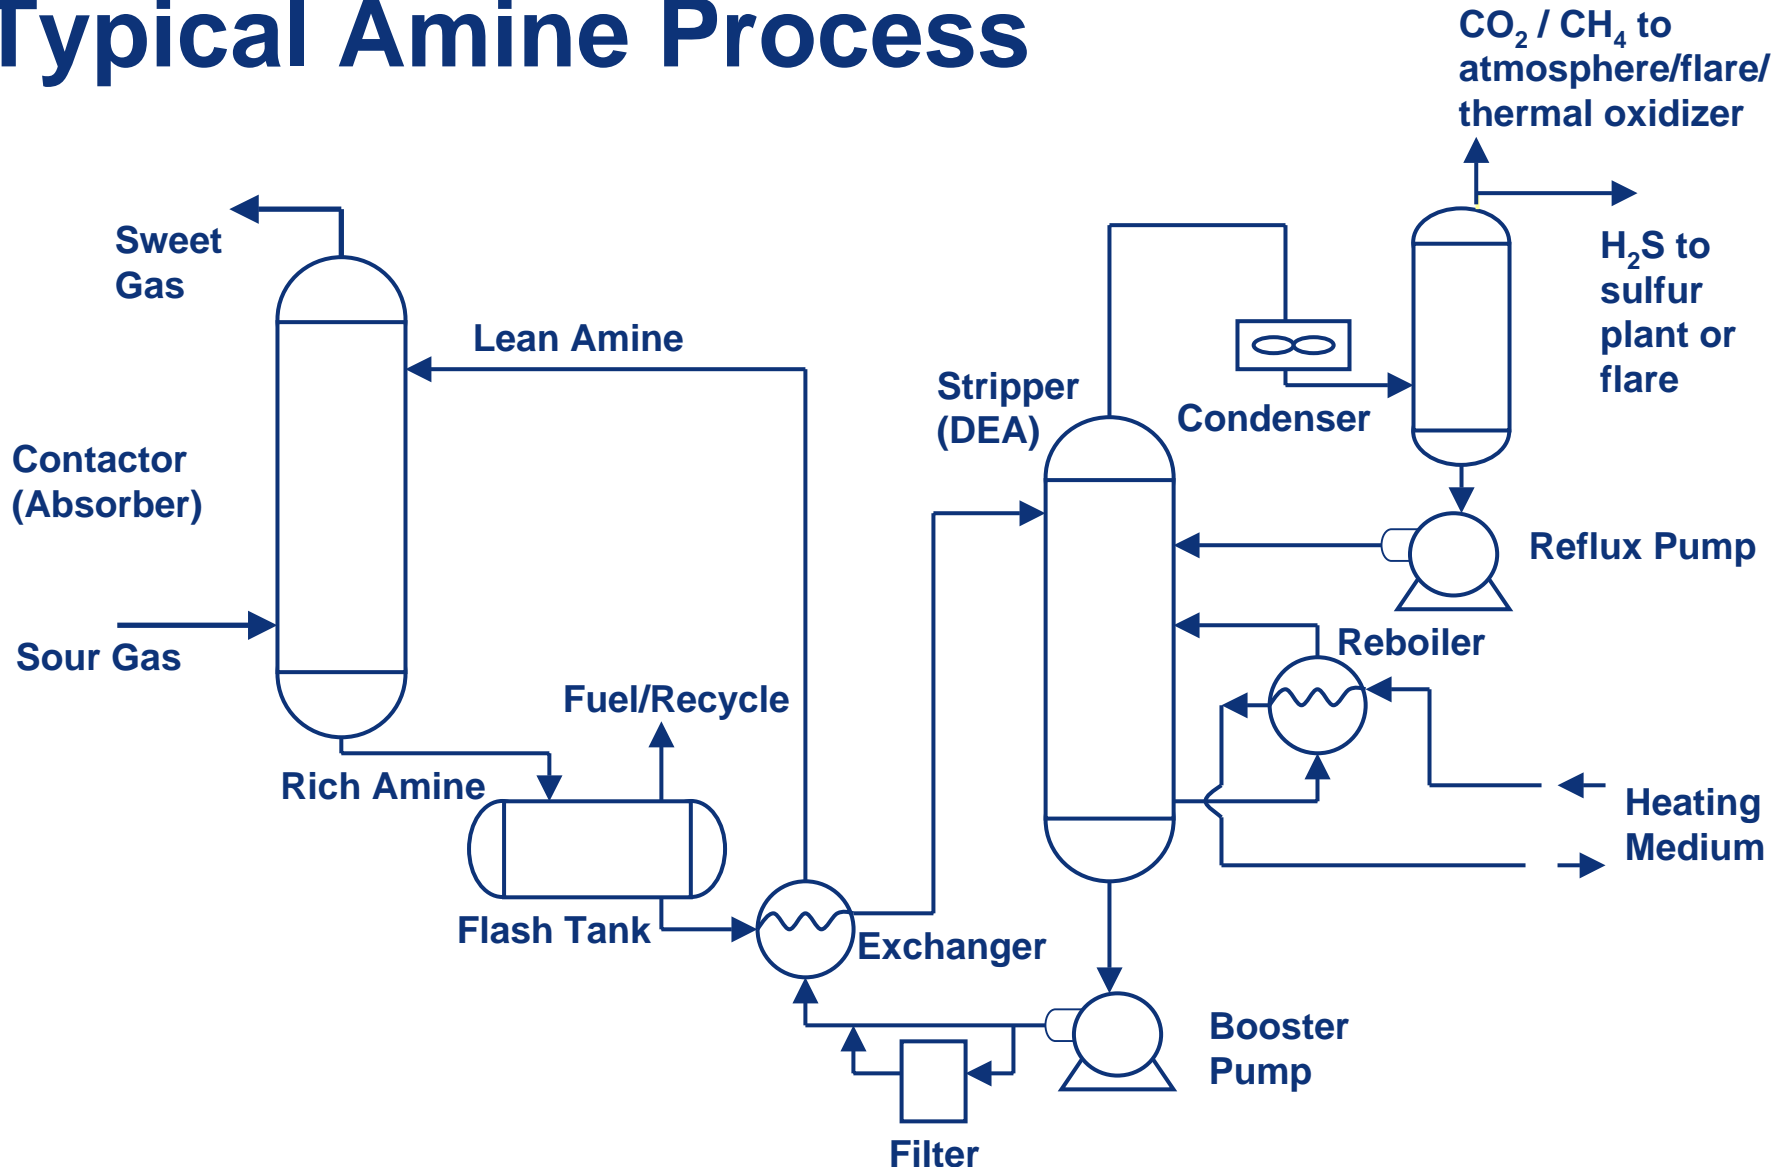 Typical Amine Process
CO₂ / CH₄ to
atmosphere/flare/
thermal oxidizer
Sweet
Gas
H₂S to
sulfur
plant or
flare
Lean Amine
Stripper
(DEA)
Condenser
Contactor
(Absorber)
Reflux Pump
Sour Gas
Reboiler
Fuel/Recycle
Rich Amine
Heating
Medium
Flash Tank
Exchanger
Booster
Pump
Filter